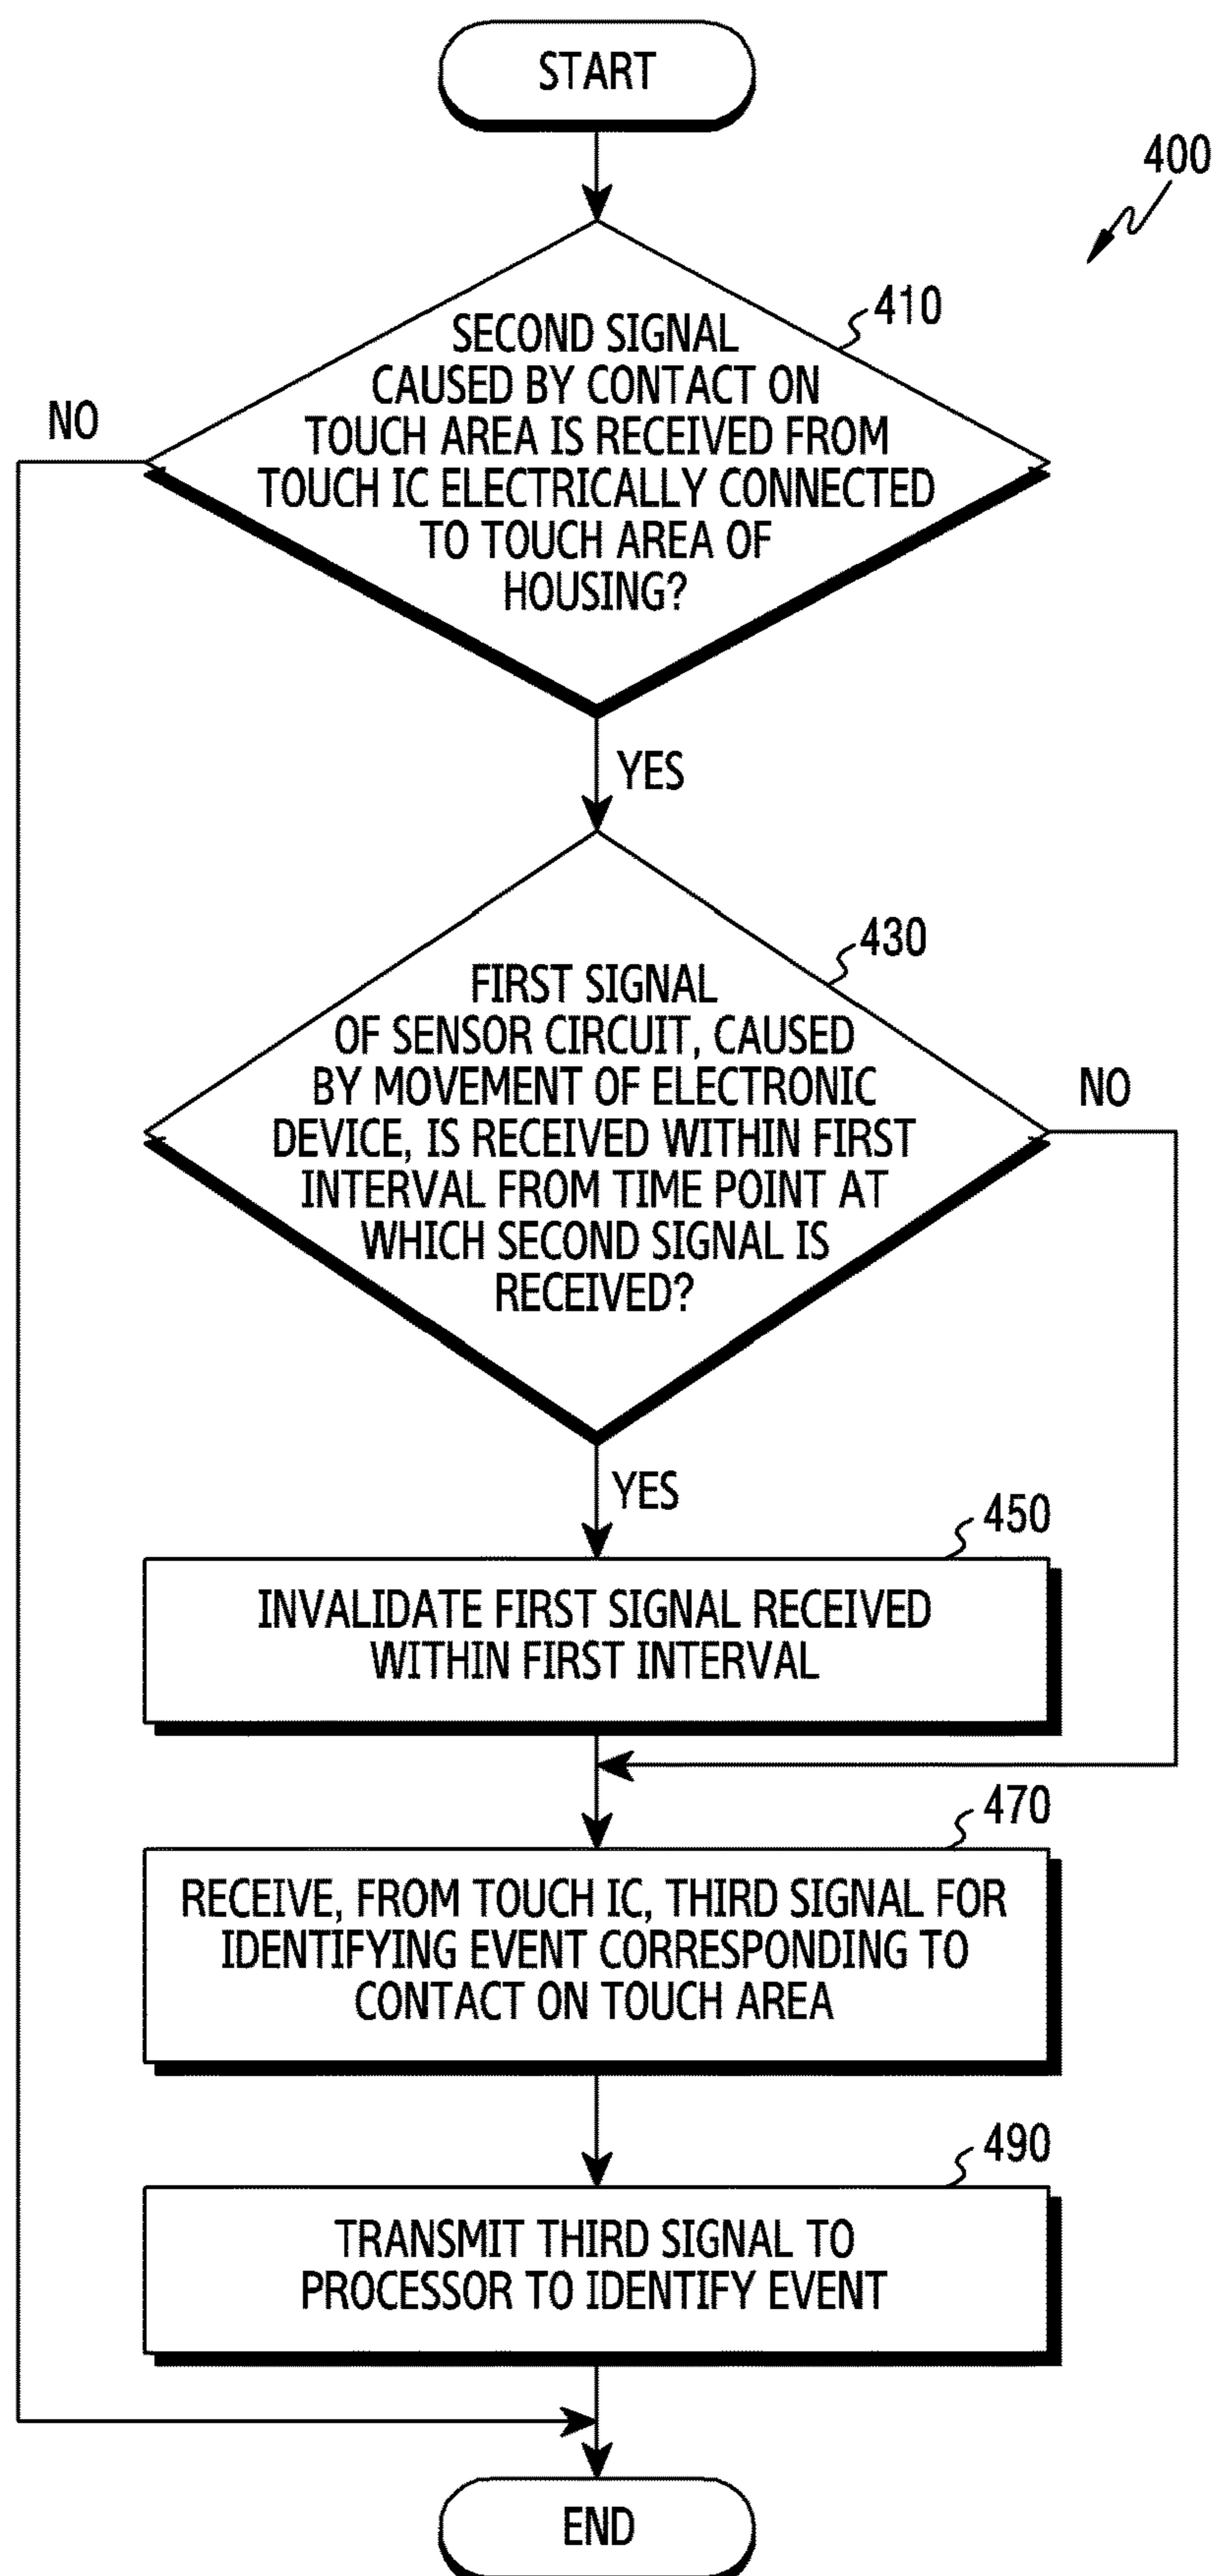 START
400
410
SECOND SIGNAL
CAUSED BY CONTACT ON
TOUCH AREA IS RECEIVED FROM
TOUCH IC ELECTRICALLY CONNECTED
TO TOUCH AREA OF
HOUSING?
NO
YES
430
FIRST SIGNAL
OF SENSOR CIRCUIT, CAUSED
BY MOVEMENT OF ELECTRONIC
DEVICE, IS RECEIVED WITHIN FIRST
INTERVAL FROM TIME POINT AT
WHICH SECOND SIGNAL IS
RECEIVED?
NO
YES
450
INVALIDATE FIRST SIGNAL RECEIVED
WITHIN FIRST INTERVAL
470
RECEIVE, FROM TOUCH IC, THIRD SIGNAL FOR
IDENTIFYING EVENT CORRESPONDING TO
CONTACT ON TOUCH AREA
490
TRANSMIT THIRD SIGNAL TO
PROCESSOR TO IDENTIFY EVENT
END